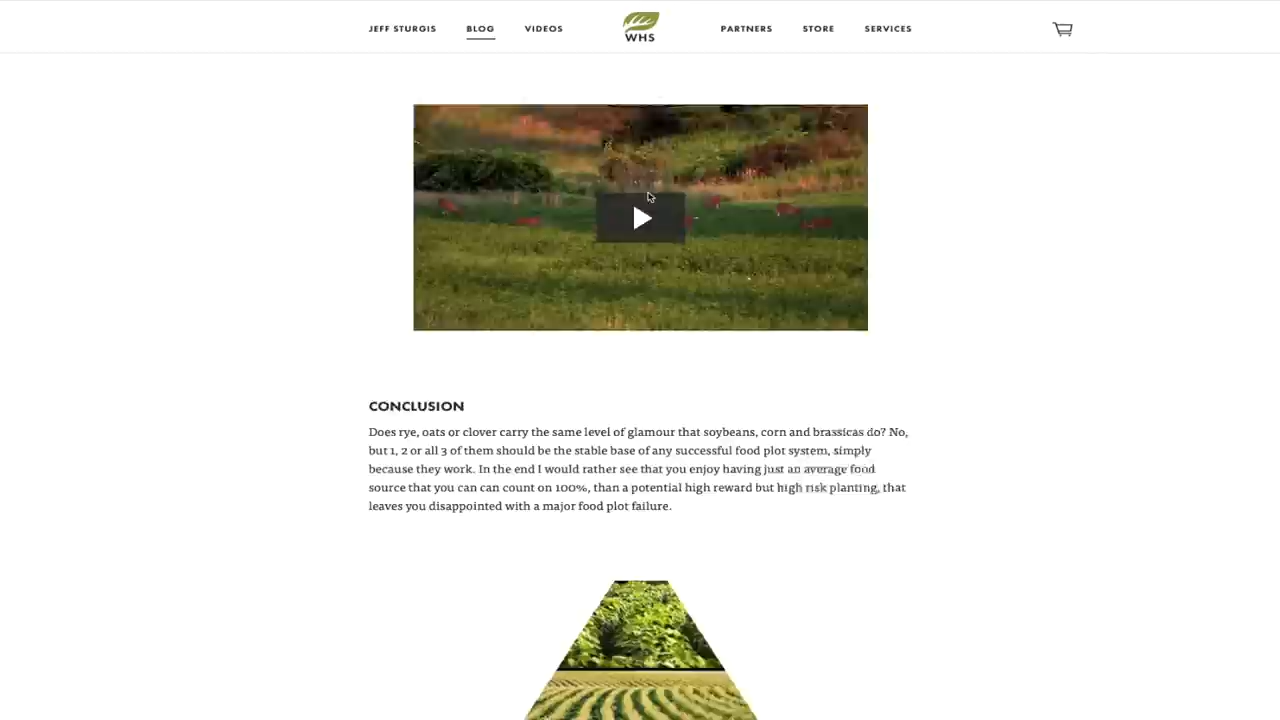 JEFF STURGIS BLOG VIDEOS WHS PARTNERS STORE SERVICES
CONCLUSION
Does rye, oats or clover carry the same level of glamour that soybeans, corn and brassicas do? No,
but 1, 2 or all 3 of them should be the stable base of any successful food plot system, simply
because they work. In the end I would rather see that you enjoy having just an average food
source that you can can count on 100%, than a potential high reward but high risk planting, that
leaves you disappointed with a major food plot failure.